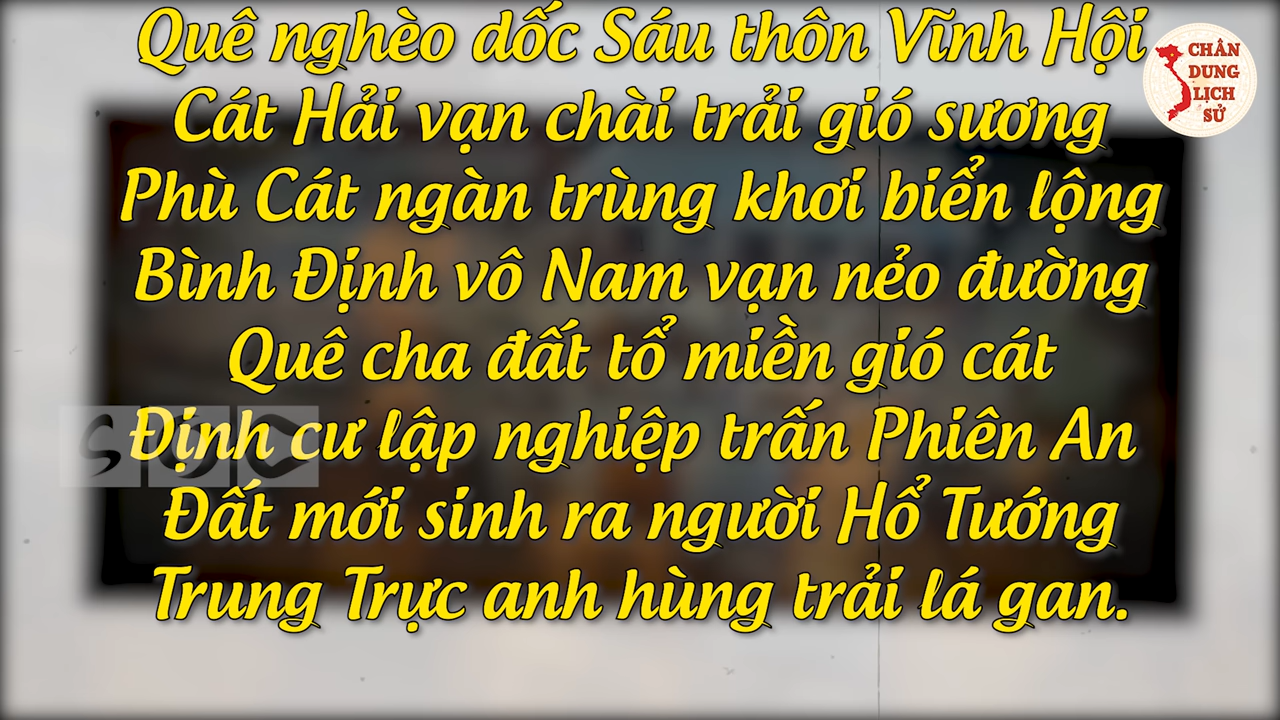 Quê nghèo dốc Sáu thôn Vĩnh Hội
Cát Hải vạn chài trải gió sương
Phù Cát ngàn trùng khơi biển lộng
Bình Định vô Nam vạn nẻo đường
Quê cha đất tổ miền gió cát
Định cư lập nghiệp trấn Phiên An
Đất mới sinh ra người Hổ Tướng
Trung Trực anh hùng trải lá gan.
CHÂN
DUNG
LỊCH
SỬ